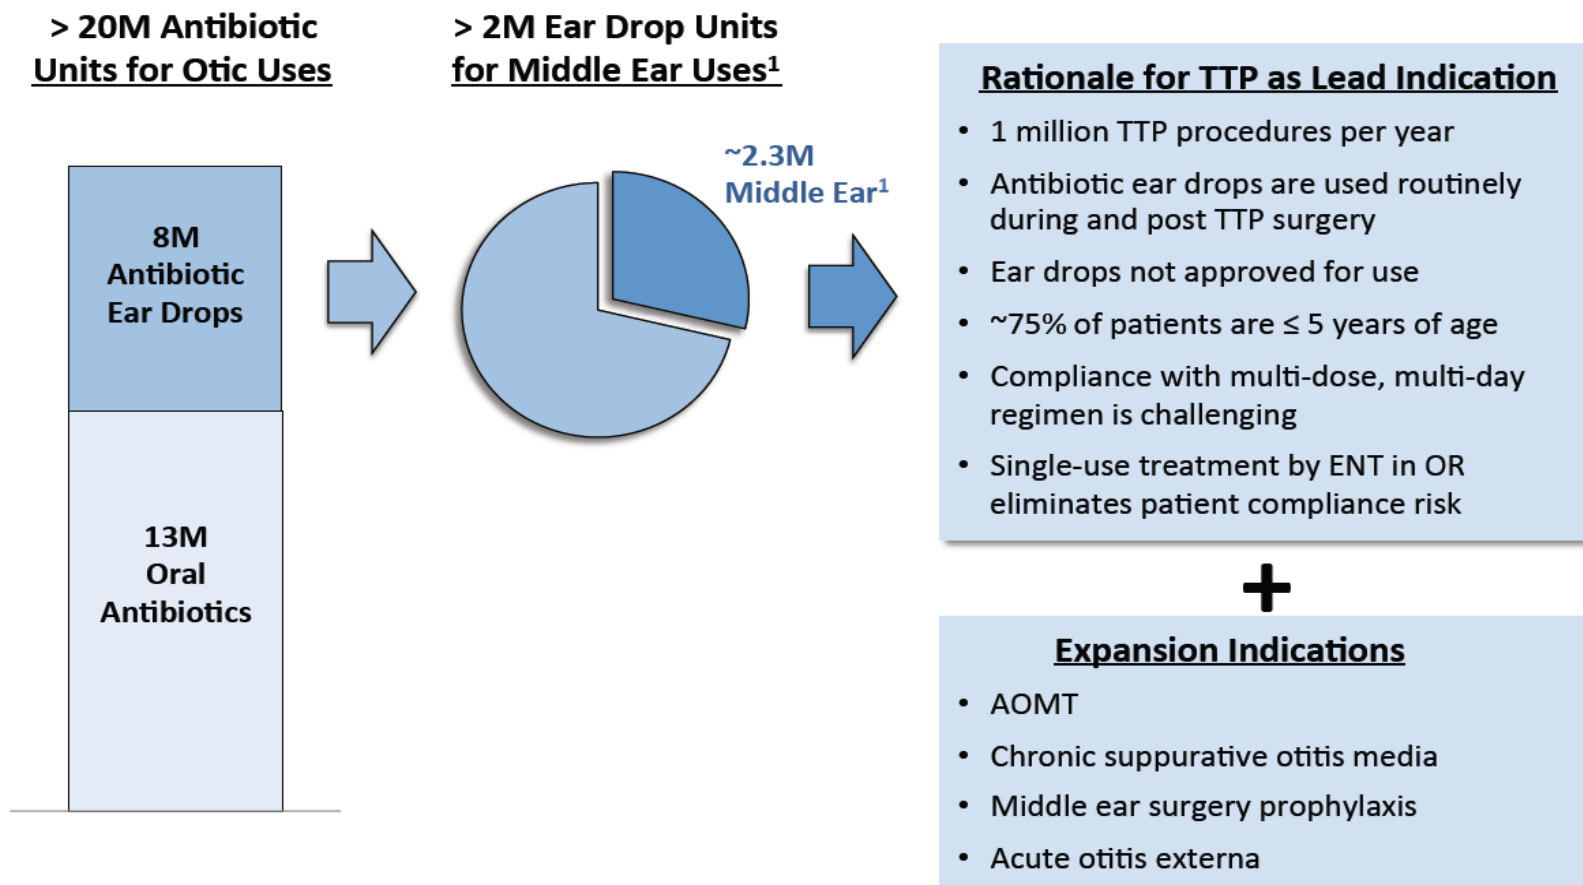 > 20M Antibiotic
Units for Otic Uses
8M
Antibiotic
Ear Drops
13M
Oral
Antibiotics
> 2M Ear Drop Units
for Middle Ear Uses¹
~2.3M
Middle Ear¹
Rationale for TTP as Lead Indication
• 1 million TTP procedures per year
• Antibiotic ear drops are used routinely
during and post TTP surgery
• Ear drops not approved for use
• ~75% of patients are ≤ 5 years of age
• Compliance with multi-dose, multi-day
regimen is challenging
• Single-use treatment by ENT in OR
eliminates patient compliance risk
+
Expansion Indications
• AOMT
• Chronic suppurative otitis media
• Middle ear surgery prophylaxis
• Acute otitis externa